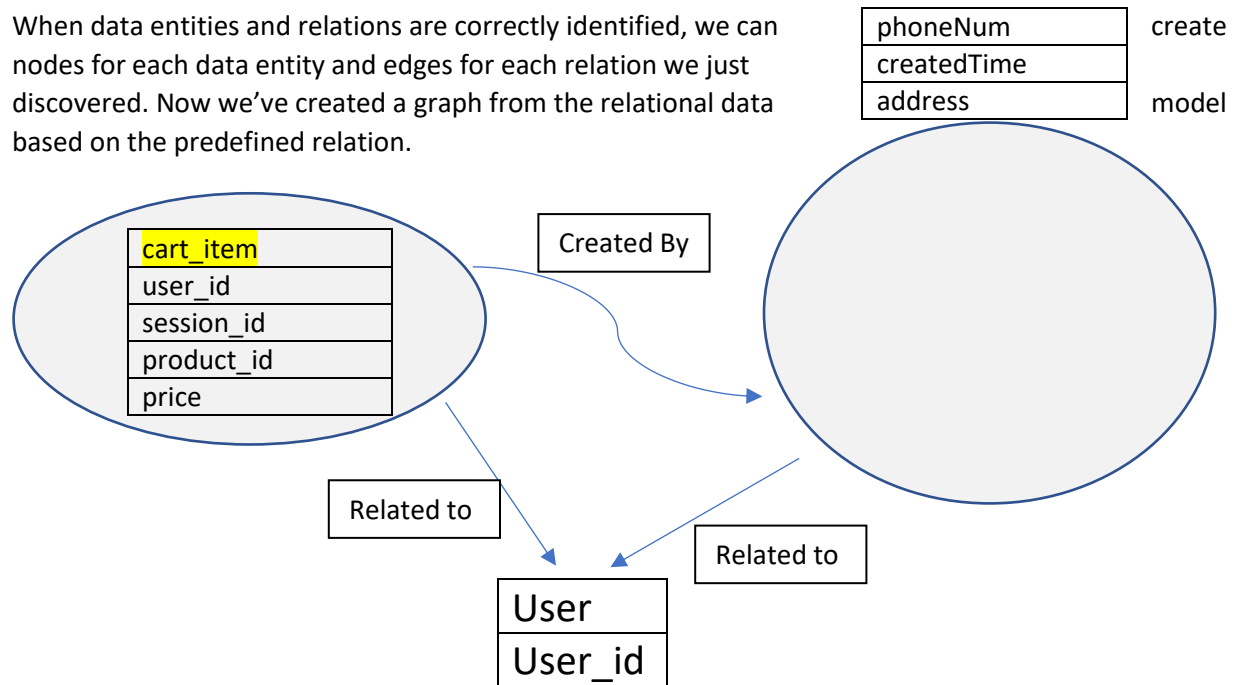 When data entities and relations are correctly identified, we can create
nodes for each data entity and edges for each relation we just
discovered. Now we’ve created a graph from the relational data model
based on the predefined relation.
phoneNum
createdTime
address
cart_item
user_id
session_id
product_id
price
Created By
Related to
Related to
User
User_id